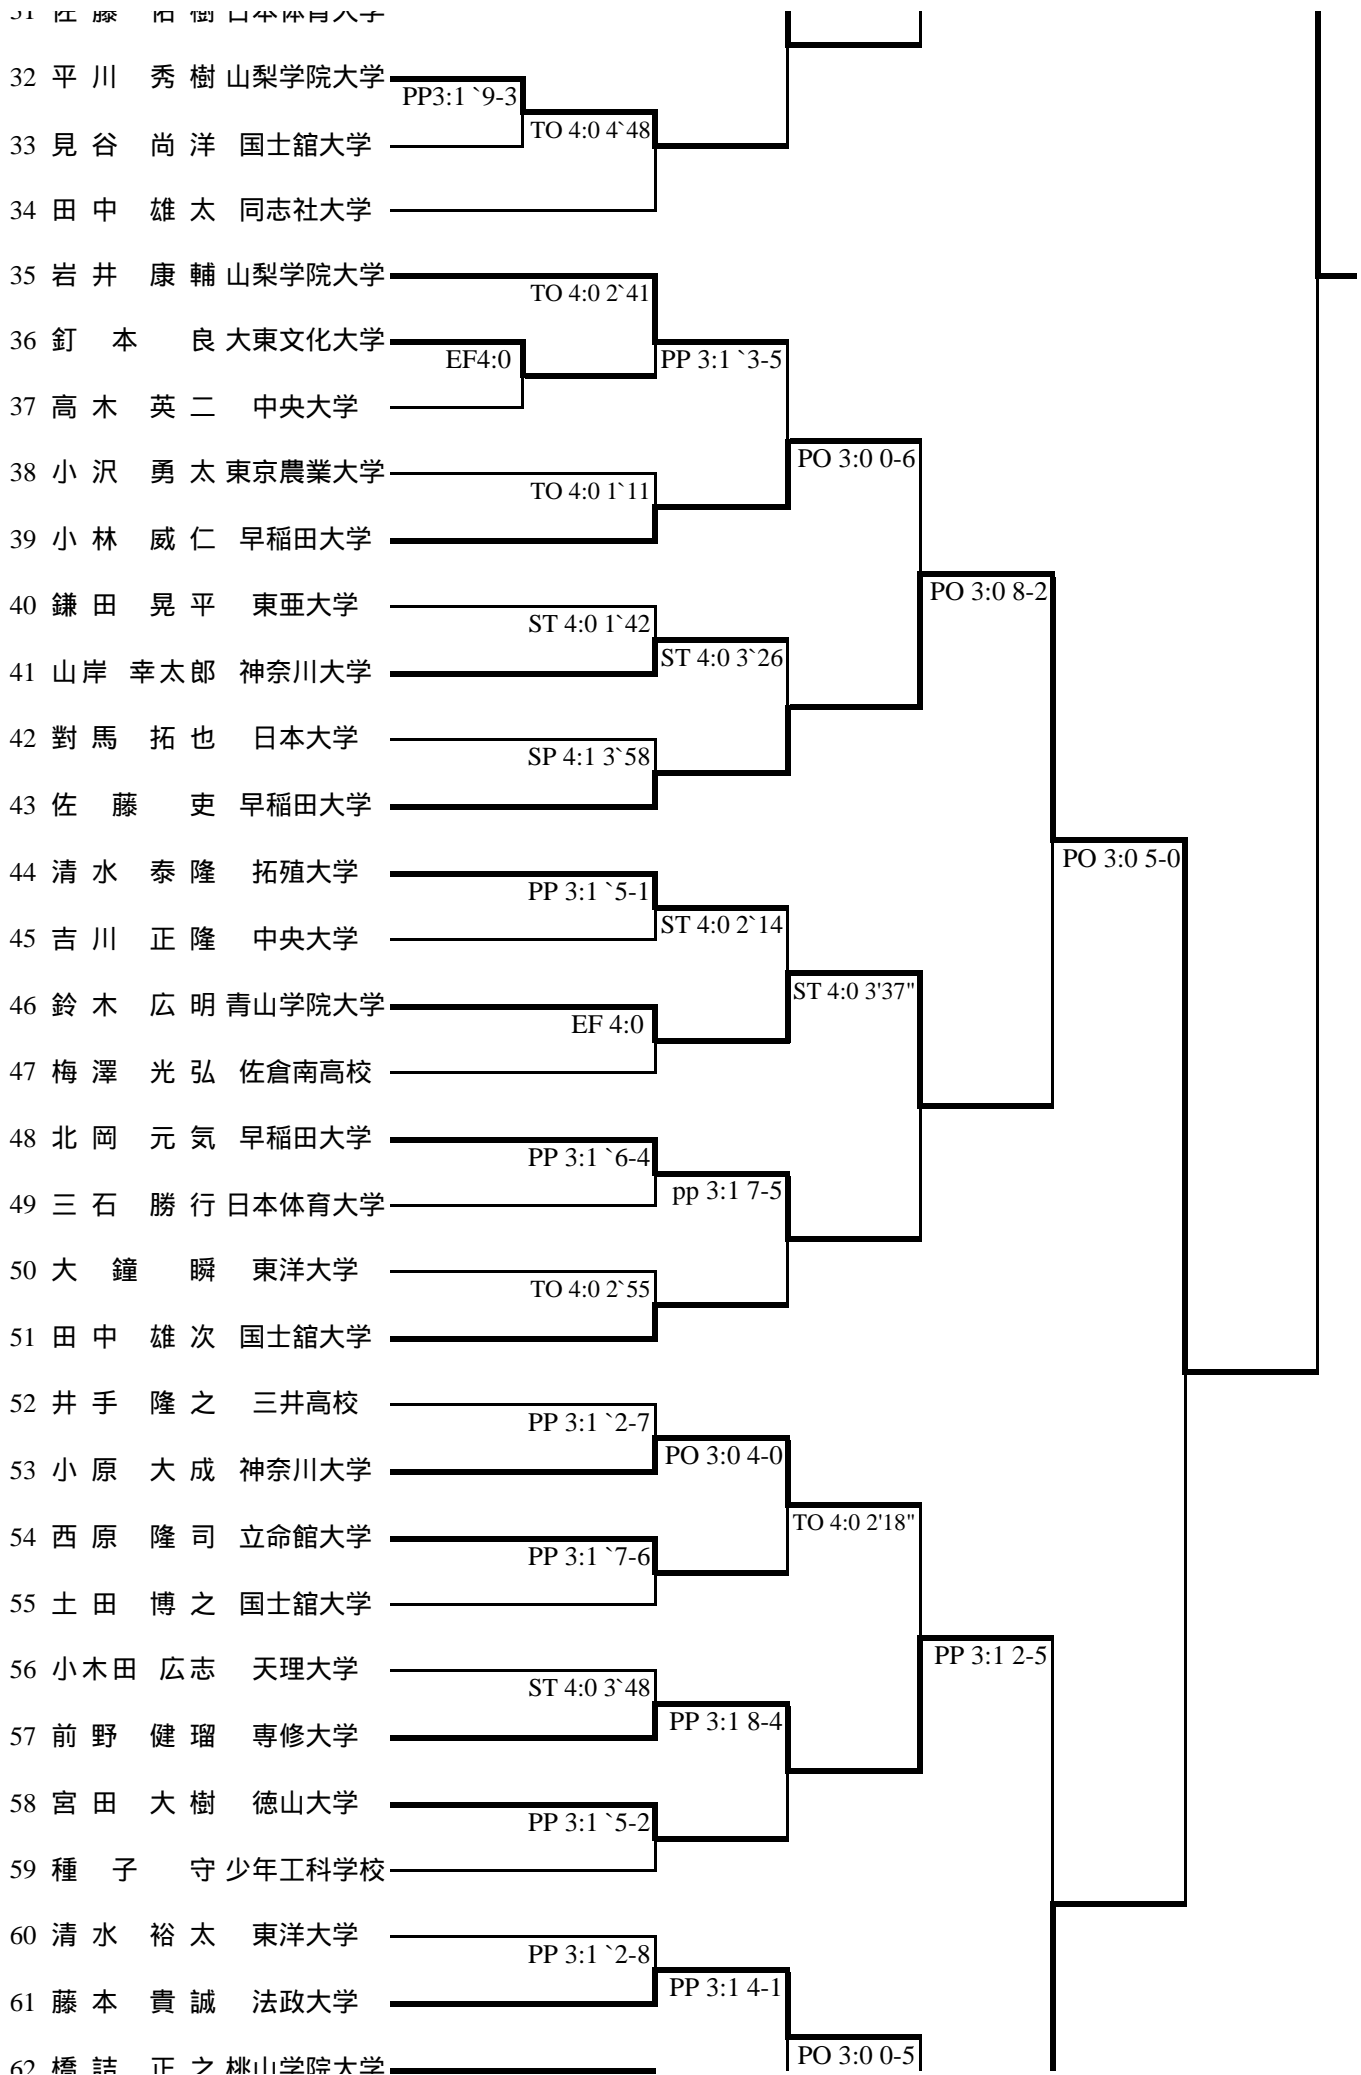 31 佐藤 佑樹 日本体育大学
32 平川 秀樹 山梨学院大学
PP3:1 `9-3
TO 4:0 4`48
33 見谷 尚洋 国士舘大学
34 田中 雄太 同志社大学
35 岩井 康輔 山梨学院大学
TO 4:0 2`41
36 釘本 良 大東文化大学
EF4:0
PP 3:1 `3-5
37 高木 英二 中央大学
PO 3:0 0-6
38 小沢 勇太 東京農業大学
TO 4:0 1`11
39 小林 威仁 早稲田大学
PO 3:0 8-2
40 鎌田 晃平 東亜大学
ST 4:0 1`42
ST 4:0 3`26
41 山岸 幸太郎 神奈川大学
42 對馬 拓也 日本大学
SP 4:1 3`58
43 佐藤 吏 早稲田大学
PO 3:0 5-0
44 清水 泰隆 拓殖大学
PP 3:1 `5-1
ST 4:0 2`14
45 吉川 正隆 中央大学
ST 4:0 3'37"
46 鈴木 広明 青山学院大学
EF 4:0
47 梅澤 光弘 佐倉南高校
48 北岡 元気 早稲田大学
PP 3:1 `6-4
pp 3:1 7-5
49 三石 勝行 日本体育大学
50 大鐘 瞬 東洋大学
TO 4:0 2`55
51 田中 雄次 国士舘大学
52 井手 隆之 三井高校
PP 3:1 `2-7
PO 3:0 4-0
53 小原 大成 神奈川大学
TO 4:0 2'18"
54 西原 隆司 立命館大学
PP 3:1 `7-6
55 土田 博之 国士舘大学
PP 3:1 2-5
56 小木田 広志 天理大学
ST 4:0 3`48
PP 3:1 8-4
57 前野 健瑠 専修大学
58 宮田 大樹 徳山大学
PP 3:1 `5-2
59 種子 守 少年工科学校
60 清水 裕太 東洋大学
PP 3:1 `2-8
PP 3:1 4-1
61 藤本 貴誠 法政大学
PO 3:0 0-5
62 橋詰 正之 桃山学院大学